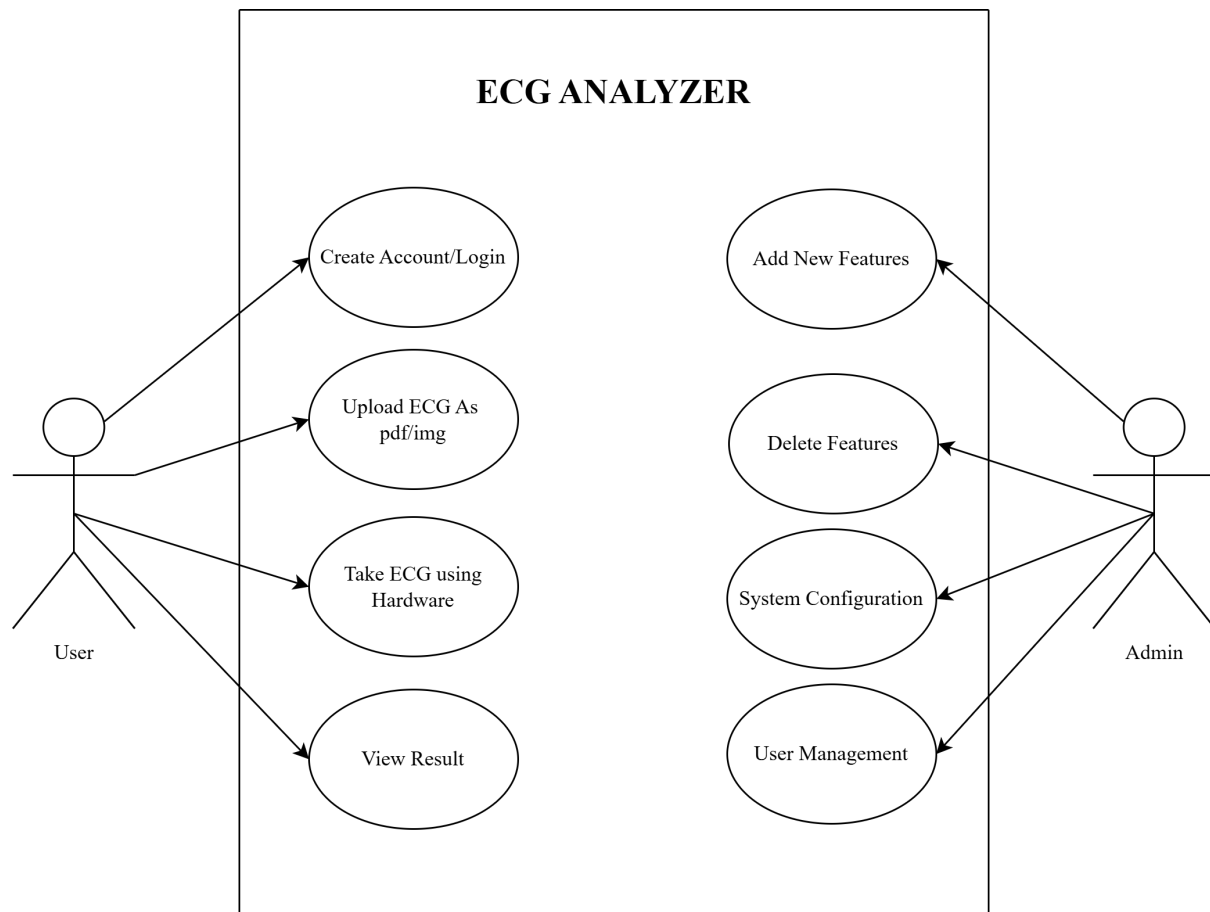 ECG ANALYZER
Create Account/Login
Add New Features
Upload ECG As
pdf/img
Delete Features
Take ECG using
Hardware
System Configuration
User
Admin
View Result
User Management